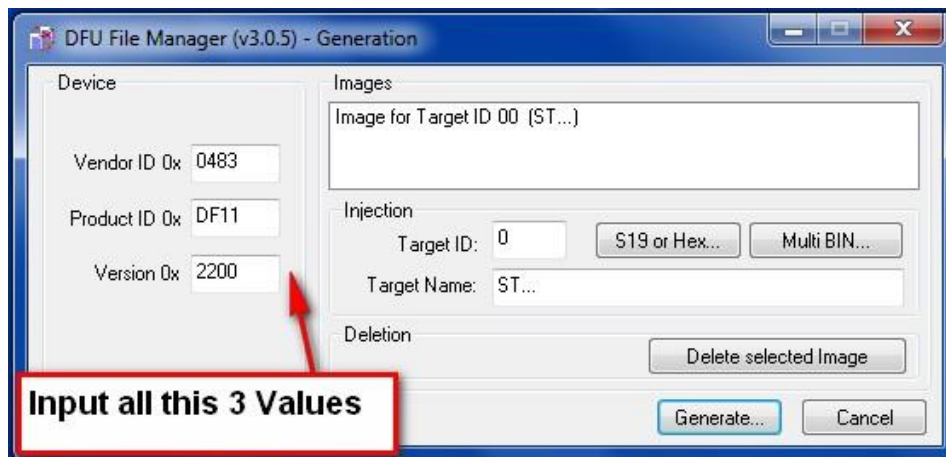 DFU File Manager (v3.0.5) - Generation
Device
Vendor ID 0x 0483
Product ID 0x DF11
Version 0x 2200
Images
Image for Target ID 00 (ST...)
Injection
Target ID: 0
S19 or Hex...
Multi BIN...
Target Name: ST...
Deletion
Delete selected Image
Input all this 3 Values
Generate...
Cancel